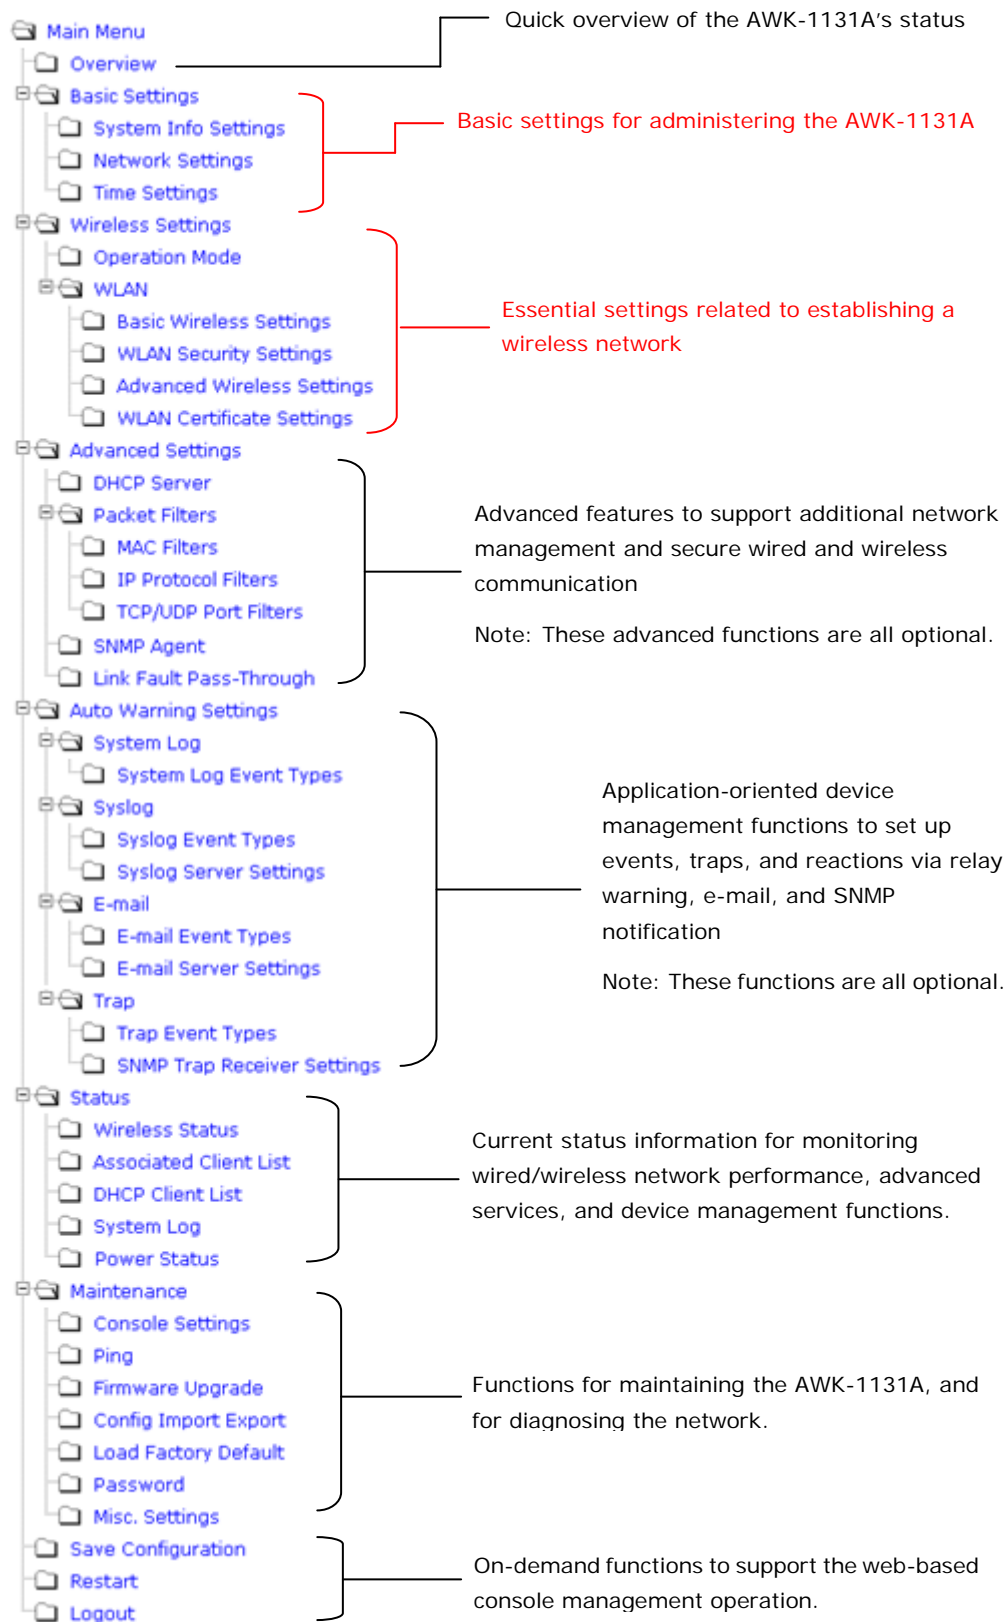 Quick overview of the AWK-1131A's status
Main Menu
Overview
Basic Settings
System Info Settings
Network Settings
Time Settings
Basic settings for administering the AWK-1131A
Wireless Settings
Operation Mode
WLAN
Basic Wireless Settings
WLAN Security Settings
Advanced Wireless Settings
WLAN Certificate Settings
Essential settings related to establishing a
wireless network
Advanced Settings
DHCP Server
Packet Filters
MAC Filters
IP Protocol Filters
TCP/UDP Port Filters
SNMP Agent
Link Fault Pass-Through
Advanced features to support additional network
management and secure wired and wireless
communication
Note: These advanced functions are all optional.
Auto Warning Settings
System Log
System Log Event Types
Syslog
Syslog Event Types
Syslog Server Settings
E-mail
E-mail Event Types
E-mail Server Settings
Trap
Trap Event Types
SNMP Trap Receiver Settings
Application-oriented device
management functions to set up
events, traps, and reactions via relay
warning, e-mail, and SNMP
notification
Note: These functions are all optional.
Status
Wireless Status
Associated Client List
DHCP Client List
System Log
Power Status
Current status information for monitoring
wired/wireless network performance, advanced
services, and device management functions.
Maintenance
Console Settings
Ping
Firmware Upgrade
Config Import Export
Load Factory Default
Password
Misc. Settings
Functions for maintaining the AWK-1131A, and
for diagnosing the network.
Save Configuration
Restart
Logout
On-demand functions to support the web-based
console management operation.